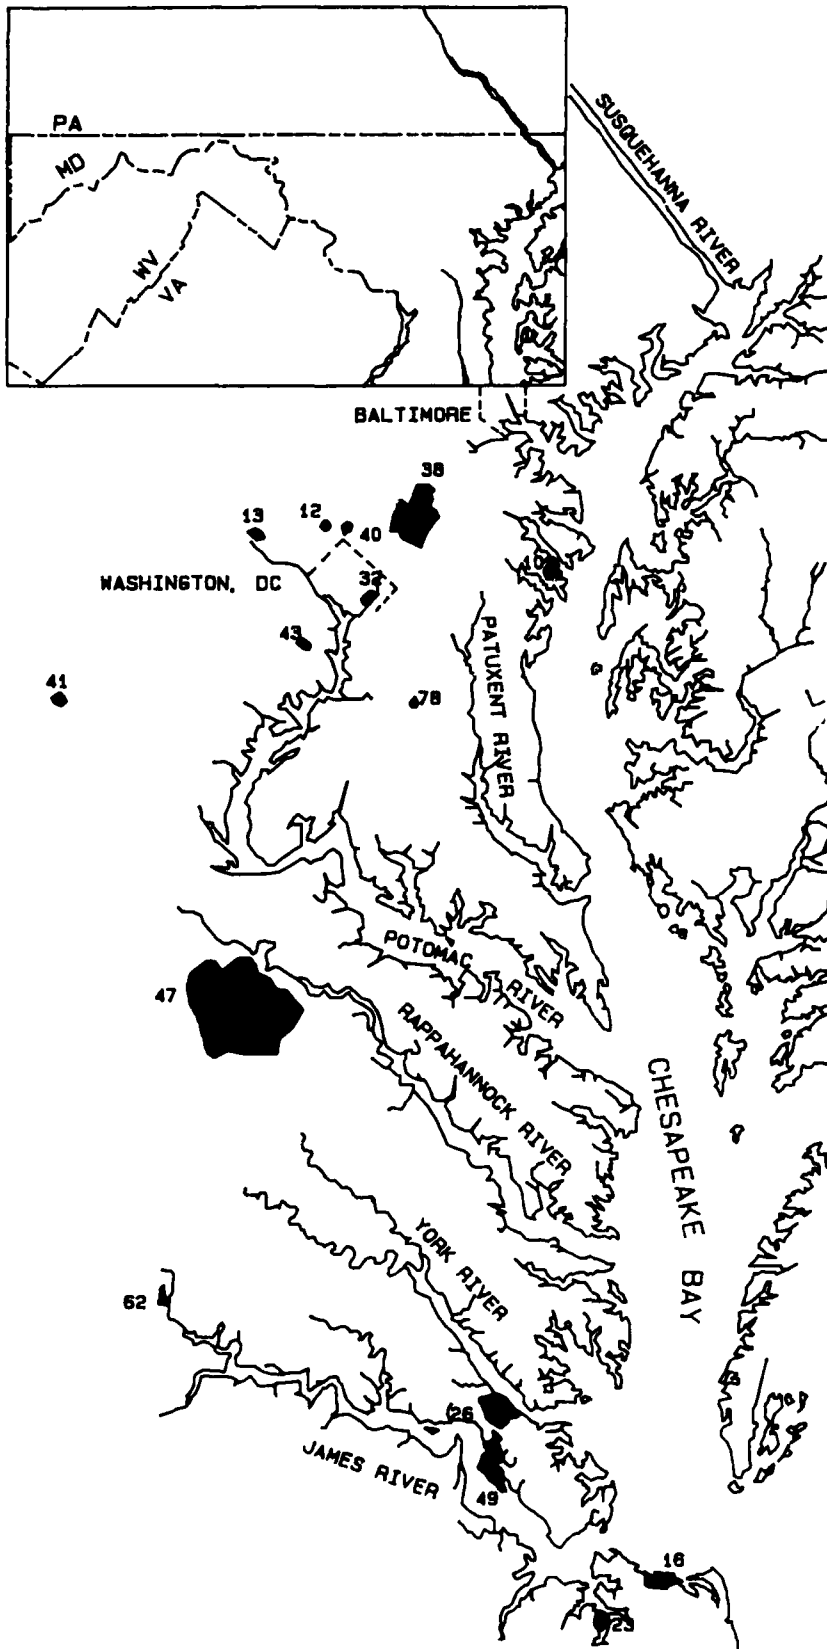 PA
MD
WV
VA
SUSQUEHANNA RIVER
BALTIMORE
38
13
12
40
WASHINGTON, DC
32
43
41
78
PATUXENT RIVER
POTOMAC RIVER
47
RAPPAHANNOCK RIVER
CHESAPEAKE BAY
YORK RIVER
62
26
JAMES RIVER
49
16
23